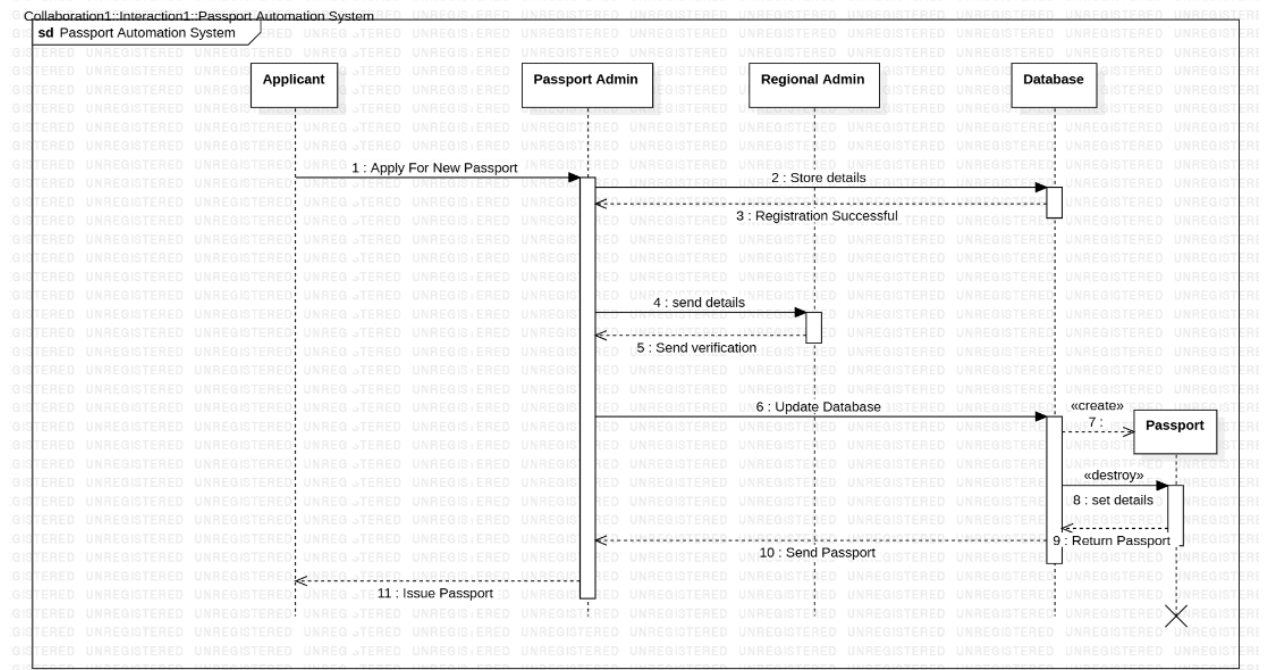 Collaboration1::Interaction1::Passport Automation System
sd Passport Automation System
Applicant
Passport Admin
Regional Admin
Database
1 : Apply For New Passport
2 : Store details
3 : Registration Successful
4 : send details
5 : Send verification
6 : Update Database
«create»
7 :
Passport
«destroy»
8 : set details
9 : Return Passport
10 : Send Passport
11 : Issue Passport
UNREGISTERED